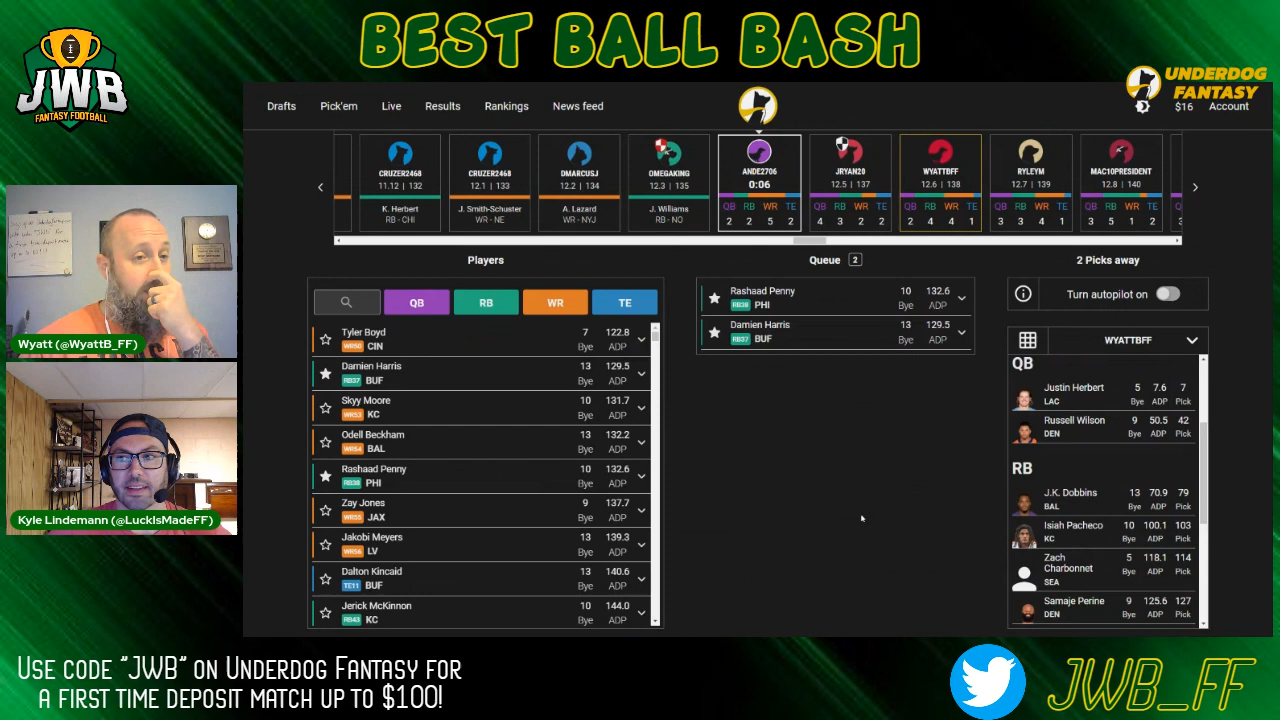 BEST BALL BASH
JWB
FANTASY FOOTBALL
UNDERDOG
FANTASY
Drafts
Pick'em
Live
Results
Rankings
News feed
$16
Account
CRUZER2468
11.12 | 132
K. Herbert
RB - CHI
CRUZER2468
12.1 | 133
J. Smith-Schuster
WR - NE
DMARCUSJ
12.2 | 134
A. Lazard
WR - NYJ
OMEGAKING
12.3 | 135
J. Williams
RB - NO
ANDE2706
0:06
QB RB WR TE
2 2 5 2
JRYAN20
12.5 | 137
QB RB WR TE
4 3 2 2
WYATTBFF
12.6 | 138
QB RB WR TE
2 4 4 1
RYLEYM
12.7 | 139
QB RB WR TE
3 3 4 1
MAC10PRESIDENT
12.8 | 140
QB RB WR TE
3 5 1 2
Players
Queue 2
2 Picks away
QB
RB
WR
TE
Tyler Boyd 7 122.8
WR50 CIN Bye ADP
Damien Harris 13 129.5
RB37 BUF Bye ADP
Skyy Moore 10 131.7
WR53 KC Bye ADP
Odell Beckham 13 132.2
WR54 BAL Bye ADP
Rashaad Penny 10 132.6
RB38 PHI Bye ADP
Zay Jones 9 137.7
WR55 JAX Bye ADP
Jakobi Meyers 13 139.3
WR56 LV Bye ADP
Dalton Kincaid 13 140.6
TE11 BUF Bye ADP
Jerick McKinnon 10 144.0
RB43 KC Bye ADP
Rashaad Penny 10 132.6
RB38 PHI Bye ADP
Damien Harris 13 129.5
RB37 BUF Bye ADP
Turn autopilot on
WYATTBFF
QB
Justin Herbert 5 7.6 7
LAC Bye ADP Pick
Russell Wilson 9 50.5 42
DEN Bye ADP Pick
RB
J.K. Dobbins 13 70.9 79
BAL Bye ADP Pick
Isiah Pacheco 10 100.1 103
KC Bye ADP Pick
Zach
Charbonnet 5 118.1 114
SEA Bye ADP Pick
Samaje Perine 9 125.6 127
DEN Bye ADP Pick
Wyatt (@WyattB_FF)
Kyle Lindemann (@LuckIsMadeFF)
Use code "JWB" on Underdog Fantasy for
a first time deposit match up to $100!
JWB_FF